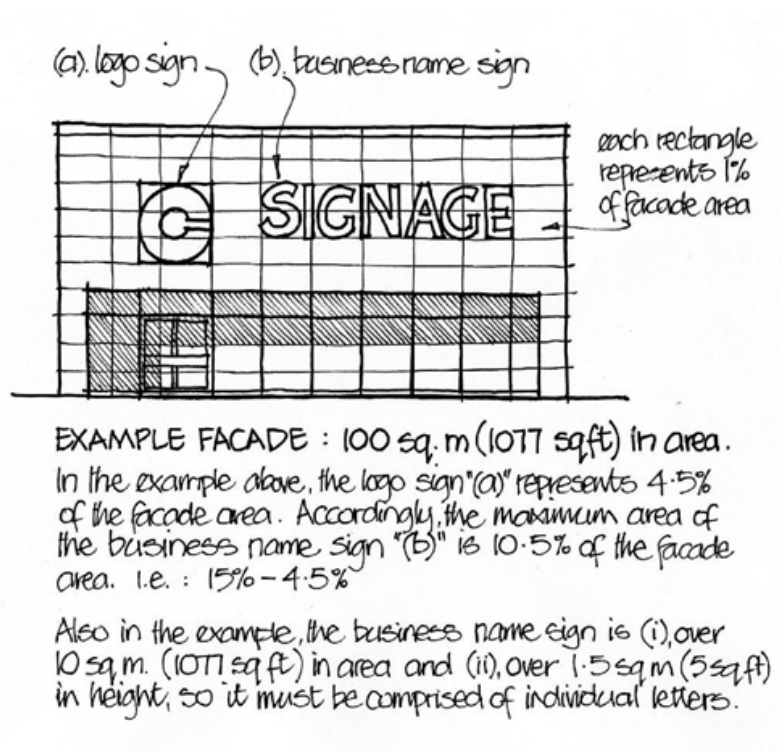 (a). logo sign (b). business name sign
each rectangle
represents 1%
of facade area
SIGNAGE
EXAMPLE FACADE : 100 sq. m (1077 sq ft) in area.
In the example above, the logo sign "(a)" represents 4.5%
of the façade area. Accordingly, the maximum area of
the business name sign "(b)" is 10.5% of the facade
area. i.e. : 15% - 4.5%
Also in the example, the business name sign is (i), over
10 sq. m. (1077 sq ft) in area and (ii), over 1.5 sq m (5 sq ft)
in height, so it must be comprised of individual letters.